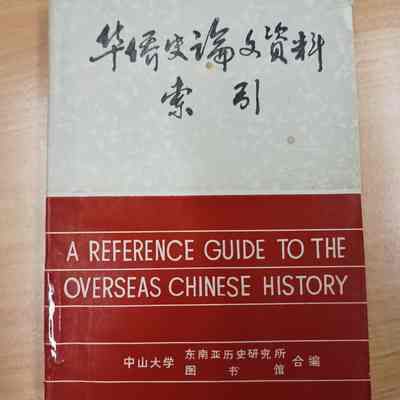 华侨史论文资料
索引
A REFERENCE GUIDE TO THE
OVERSEAS CHINESE HISTORY
中山大学 东南亚历史研究所 合编
图书馆